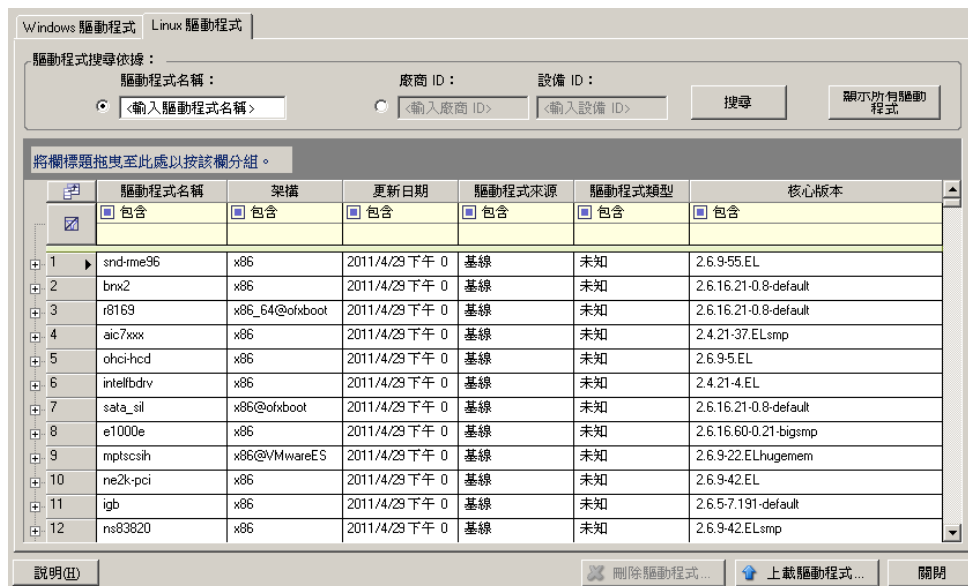 Windows 驅動程式 Linux 驅動程式
驅動程式搜尋依據：
驅動程式名稱： 廠商 ID： 設備 ID：
<輸入驅動程式名稱> <輸入廠商 ID> <輸入設備 ID> 搜尋 顯示所有驅動程式
將欄標題拖曳至此處以按該欄分組。
驅動程式名稱 架構 更新日期 驅動程式來源 驅動程式類型 核心版本
包含 包含 包含 包含 包含 包含
1 snd-rme96 x86 2011/4/29 下午 0 基線 未知 2.6.9-55.EL
2 bnx2 x86 2011/4/29 下午 0 基線 未知 2.6.16.21-0.8-default
3 r8169 x86_64@ofxboot 2011/4/29 下午 0 基線 未知 2.6.16.21-0.8-default
4 aic7xxx x86 2011/4/29 下午 0 基線 未知 2.4.21-37.ELsmp
5 ohci-hcd x86 2011/4/29 下午 0 基線 未知 2.6.9-5.EL
6 intelfbdrv x86 2011/4/29 下午 0 基線 未知 2.4.21-4.EL
7 sata_sil x86@ofxboot 2011/4/29 下午 0 基線 未知 2.6.16.21-0.8-default
8 e1000e x86 2011/4/29 下午 0 基線 未知 2.6.16.60-0.21-bigsmp
9 mptscsih x86@VMwareES 2011/4/29 下午 0 基線 未知 2.6.9-22.ELhugemem
10 ne2k-pci x86 2011/4/29 下午 0 基線 未知 2.6.9-42.EL
11 igb x86 2011/4/29 下午 0 基線 未知 2.6.5-7.191-default
12 ns83820 x86 2011/4/29 下午 0 基線 未知 2.6.9-42.ELsmp
說明(H) 刪除驅動程式... 上載驅動程式... 關閉